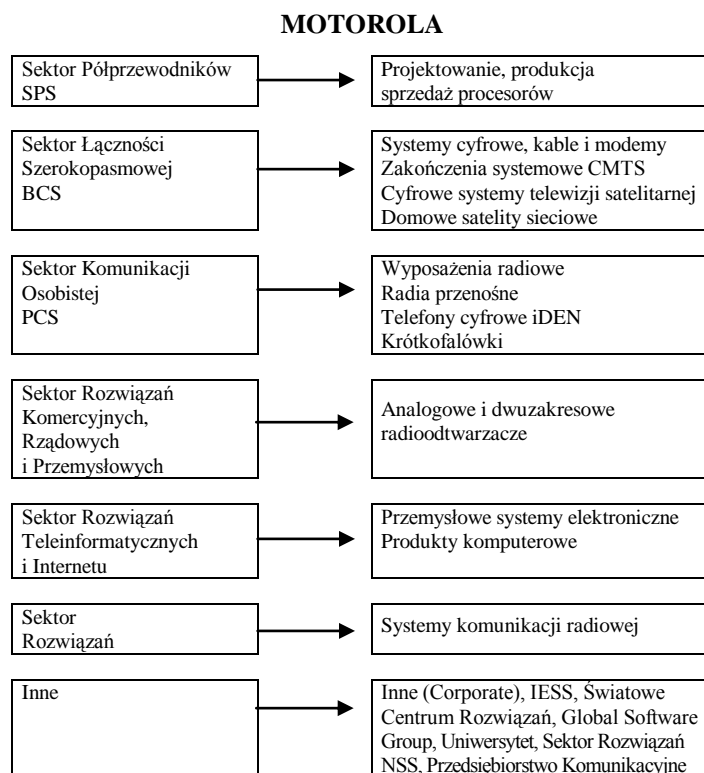 MOTOROLA
Sektor Półprzewodników
SPS
Projektowanie, produkcja
sprzedaż procesorów
Sektor Łączności
Szerokopasmowej
BCS
Systemy cyfrowe, kable i modemy
Zakończenia systemowe CMTS
Cyfrowe systemy telewizji satelitarnej
Domowe satelity sieciowe
Sektor Komunikacji
Osobistej
PCS
Wyposażenia radiowe
Radia przenośne
Telefony cyfrowe iDEN
Krótkofalówki
Sektor Rozwiązań
Komercyjnych,
Rządowych
i Przemysłowych
Analogowe i dwuzakresowe
radioodtwarzacze
Sektor Rozwiązań
Teleinformatycznych
i Internetu
Przemysłowe systemy elektroniczne
Produkty komputerowe
Sektor
Rozwiązań
Systemy komunikacji radiowej
Inne
Inne (Corporate), IESS, Światowe
Centrum Rozwiązań, Global Software
Group, Uniwersytet, Sektor Rozwiązań
NSS, Przedsiębiorstwo Komunikacyjne